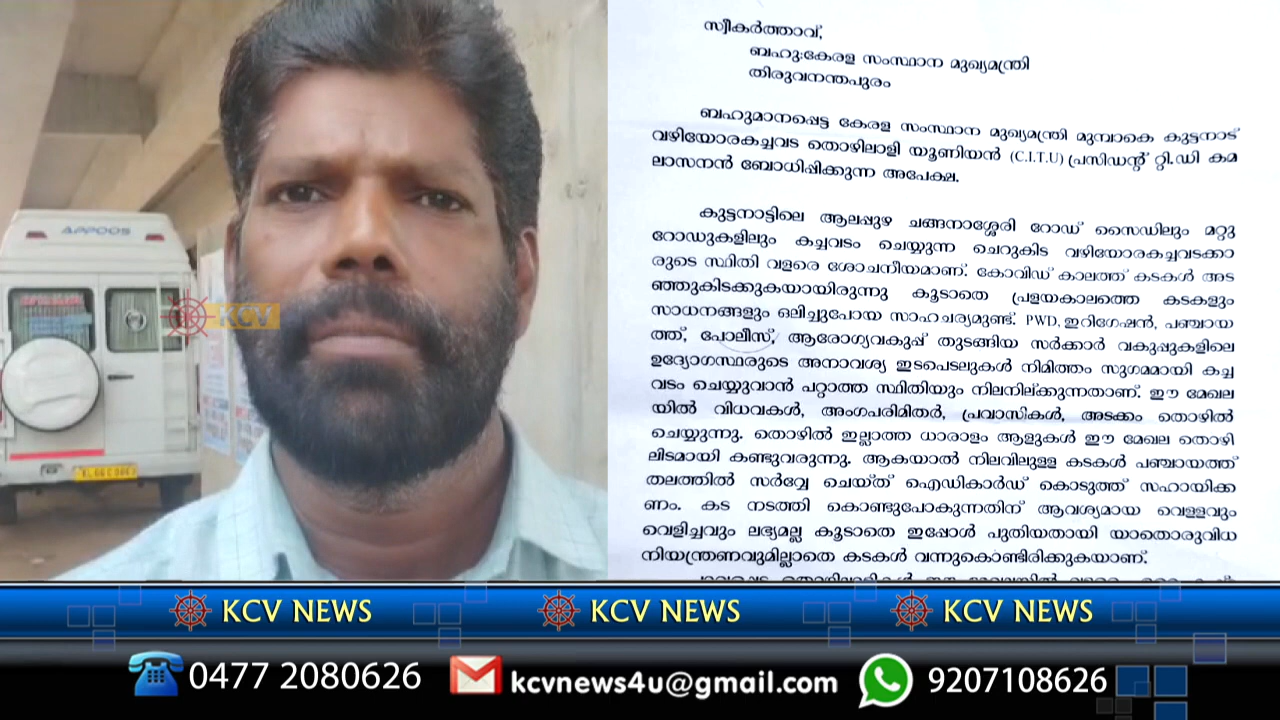 സ്വീകർത്താവ്,
ബഹു:കേരള സംസ്ഥാന മുഖ്യമന്ത്രി
തിരുവനന്തപുരം
ബഹുമാനപ്പെട്ട കേരള സംസ്ഥാന മുഖ്യമന്ത്രി മുമ്പാകെ കുട്ടനാട്
വഴിയോരകച്ചവട തൊഴിലാളി യൂണിയൻ (C.I.T.U) പ്രസിഡന്റ് റ്റി.ഡി കമ
ലാസനൻ ബോധിപ്പിക്കുന്ന അപേക്ഷ.
കുട്ടനാട്ടിലെ ആലപ്പുഴ ചങ്ങനാശ്ശേരി റോഡ് സൈഡിലും മറ്റു
റോഡുകളിലും കച്ചവടം ചെയ്യുന്ന ചെറുകിട വഴിയോരകച്ചവടക്കാ
രുടെ സ്ഥിതി വളരെ ശോചനീയമാണ്. കോവിഡ് കാലത്ത് കടകൾ അട
ഞ്ഞുകിടക്കുകയായിരുന്നു കൂടാതെ പ്രളയകാലത്തെ കടകളും
സാധനങ്ങളും ഒലിച്ചുപോയ സാഹചര്യമുണ്ട്. PWD, ഇറിഗേഷൻ, പഞ്ചായ
ത്ത്, പോലീസ്, ആരോഗ്യവകുപ്പ് തുടങ്ങിയ സർക്കാർ വകുപ്പുകളിലെ
ഉദ്യോഗസ്ഥരുടെ അനാവശ്യ ഇടപെടലുകൾ നിമിത്തം സുഗമമായി കച്ച
വടം ചെയ്യുവാൻ പറ്റാത്ത സ്ഥിതിയും നിലനില്ക്കുന്നതാണ്. ഈ മേഖല
യിൽ വിധവകൾ, അംഗപരിമിതർ, പ്രവാസികൾ, അടക്കം തൊഴിൽ
ചെയ്യുന്നു. തൊഴിൽ ഇല്ലാത്ത ധാരാളം ആളുകൾ ഈ മേഖല തൊഴി
ലിടമായി കണ്ടുവരുന്നു. ആകയാൽ നിലവിലുള്ള കടകൾ പഞ്ചായത്ത്
തലത്തിൽ സർവ്വേ ചെയ്ത് ഐഡികാർഡ് കൊടുത്ത് സഹായിക്ക
ണം. കട നടത്തി കൊണ്ടുപോകുന്നതിന് ആവശ്യമായ വെള്ളവും
വെളിച്ചവും ലഭ്യമല്ല കൂടാതെ ഇപ്പോൾ പുതിയതായി യാതൊരുവിധ
നിയന്ത്രണവുമില്ലാതെ കടകൾ വന്നുകൊണ്ടിരിക്കുകയാണ്.
APPOOS
KCV
KCV NEWS KCV NEWS KCV NEWS
0477 2080626 kcvnews4u@gmail.com 9207108626